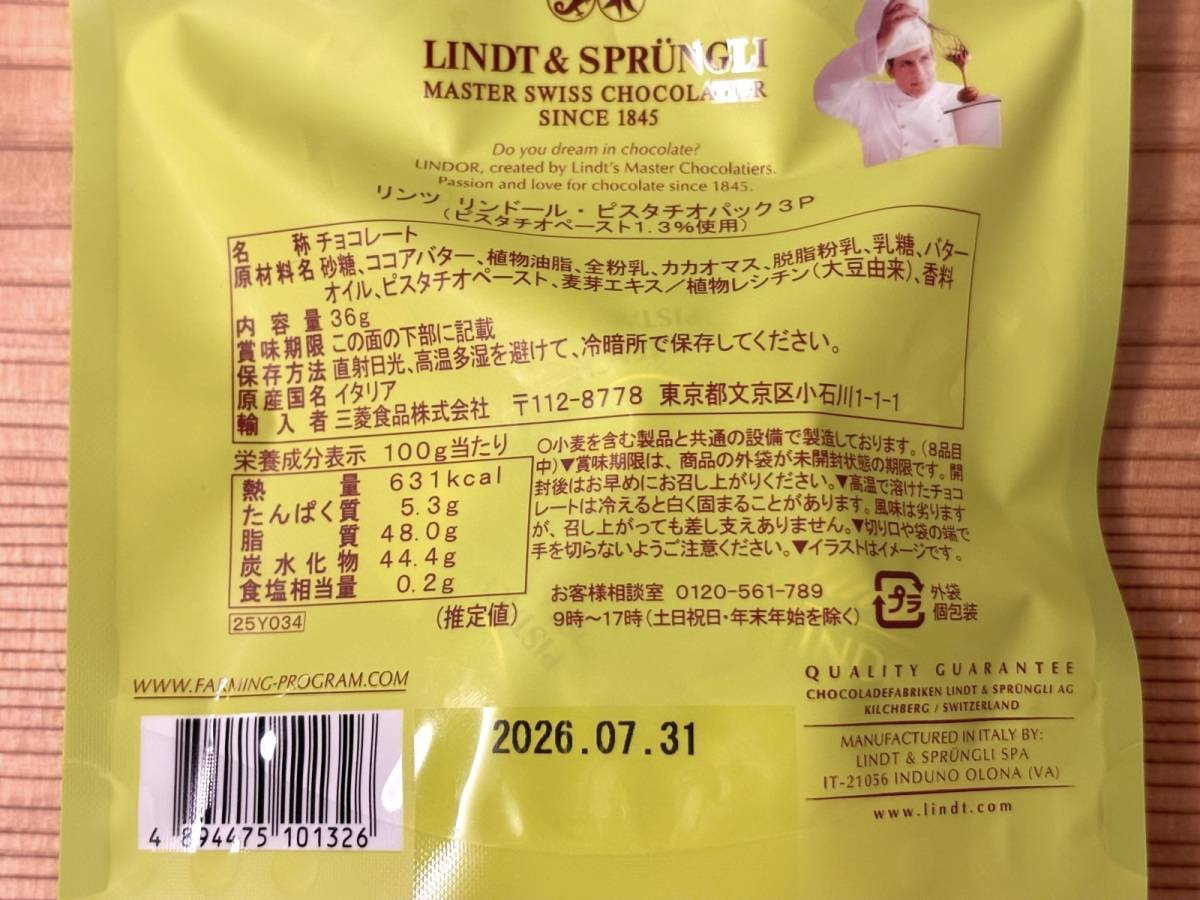 LINDT & SPRÜNGLI
MASTER SWISS CHOCOLATIER
SINCE 1845
Do you dream in chocolate?
LINDOR, created by Lindt's Master Chocolatiers.
Passion and love for chocolate since 1845.
リンツ リンドール・ピスタチオパック3P
(ピスタチオペースト1.3%使用)
名称 チョコレート
原材料名 砂糖、ココアバター、植物油脂、全粉乳、カカオマス、脱脂粉乳、乳糖、バター
オイル、ピスタチオペースト、麦芽エキス/植物レシチン(大豆由来)、香料
内容量 36g
賞味期限 この面の下部に記載
保存方法 直射日光、高温多湿を避けて、冷暗所で保存してください。
原産国名 イタリア
輸入者 三菱食品株式会社 〒112-8778 東京都文京区小石川1-1-1
栄養成分表示 100g当たり
熱量 631kcal
たんぱく質 5.3g
脂質 48.0g
炭水化物 44.4g
食塩相当量 0.2g
25Y034 (推定値)
○小麦を含む製品と共通の設備で製造しております。(8品目
中)▼賞味期限は、商品の外袋が未開封状態の期限です。開
封後はお早めにお召し上がりください。▼高温で溶けたチョコ
レートは冷えると白く固まることがあります。風味は劣ります
が、召し上がっても差し支えありません。▼切り口や袋の端で
手を切らないようご注意ください。▼イラストはイメージです。
お客様相談室 0120-561-789
9時~17時(土日祝日・年末年始を除く)
プラ
外袋
個包装
WWW.FARMING-PROGRAM.COM
4 894475 101326
2026.07.31
QUALITY GUARANTEE
CHOCOLADEFABRIKEN LINDT & SPRÜNGLI AG
KILCHBERG / SWITZERLAND
MANUFACTURED IN ITALY BY:
LINDT & SPRÜNGLI SPA
IT-21056 INDUNO OLONA (VA)
www.lindt.com